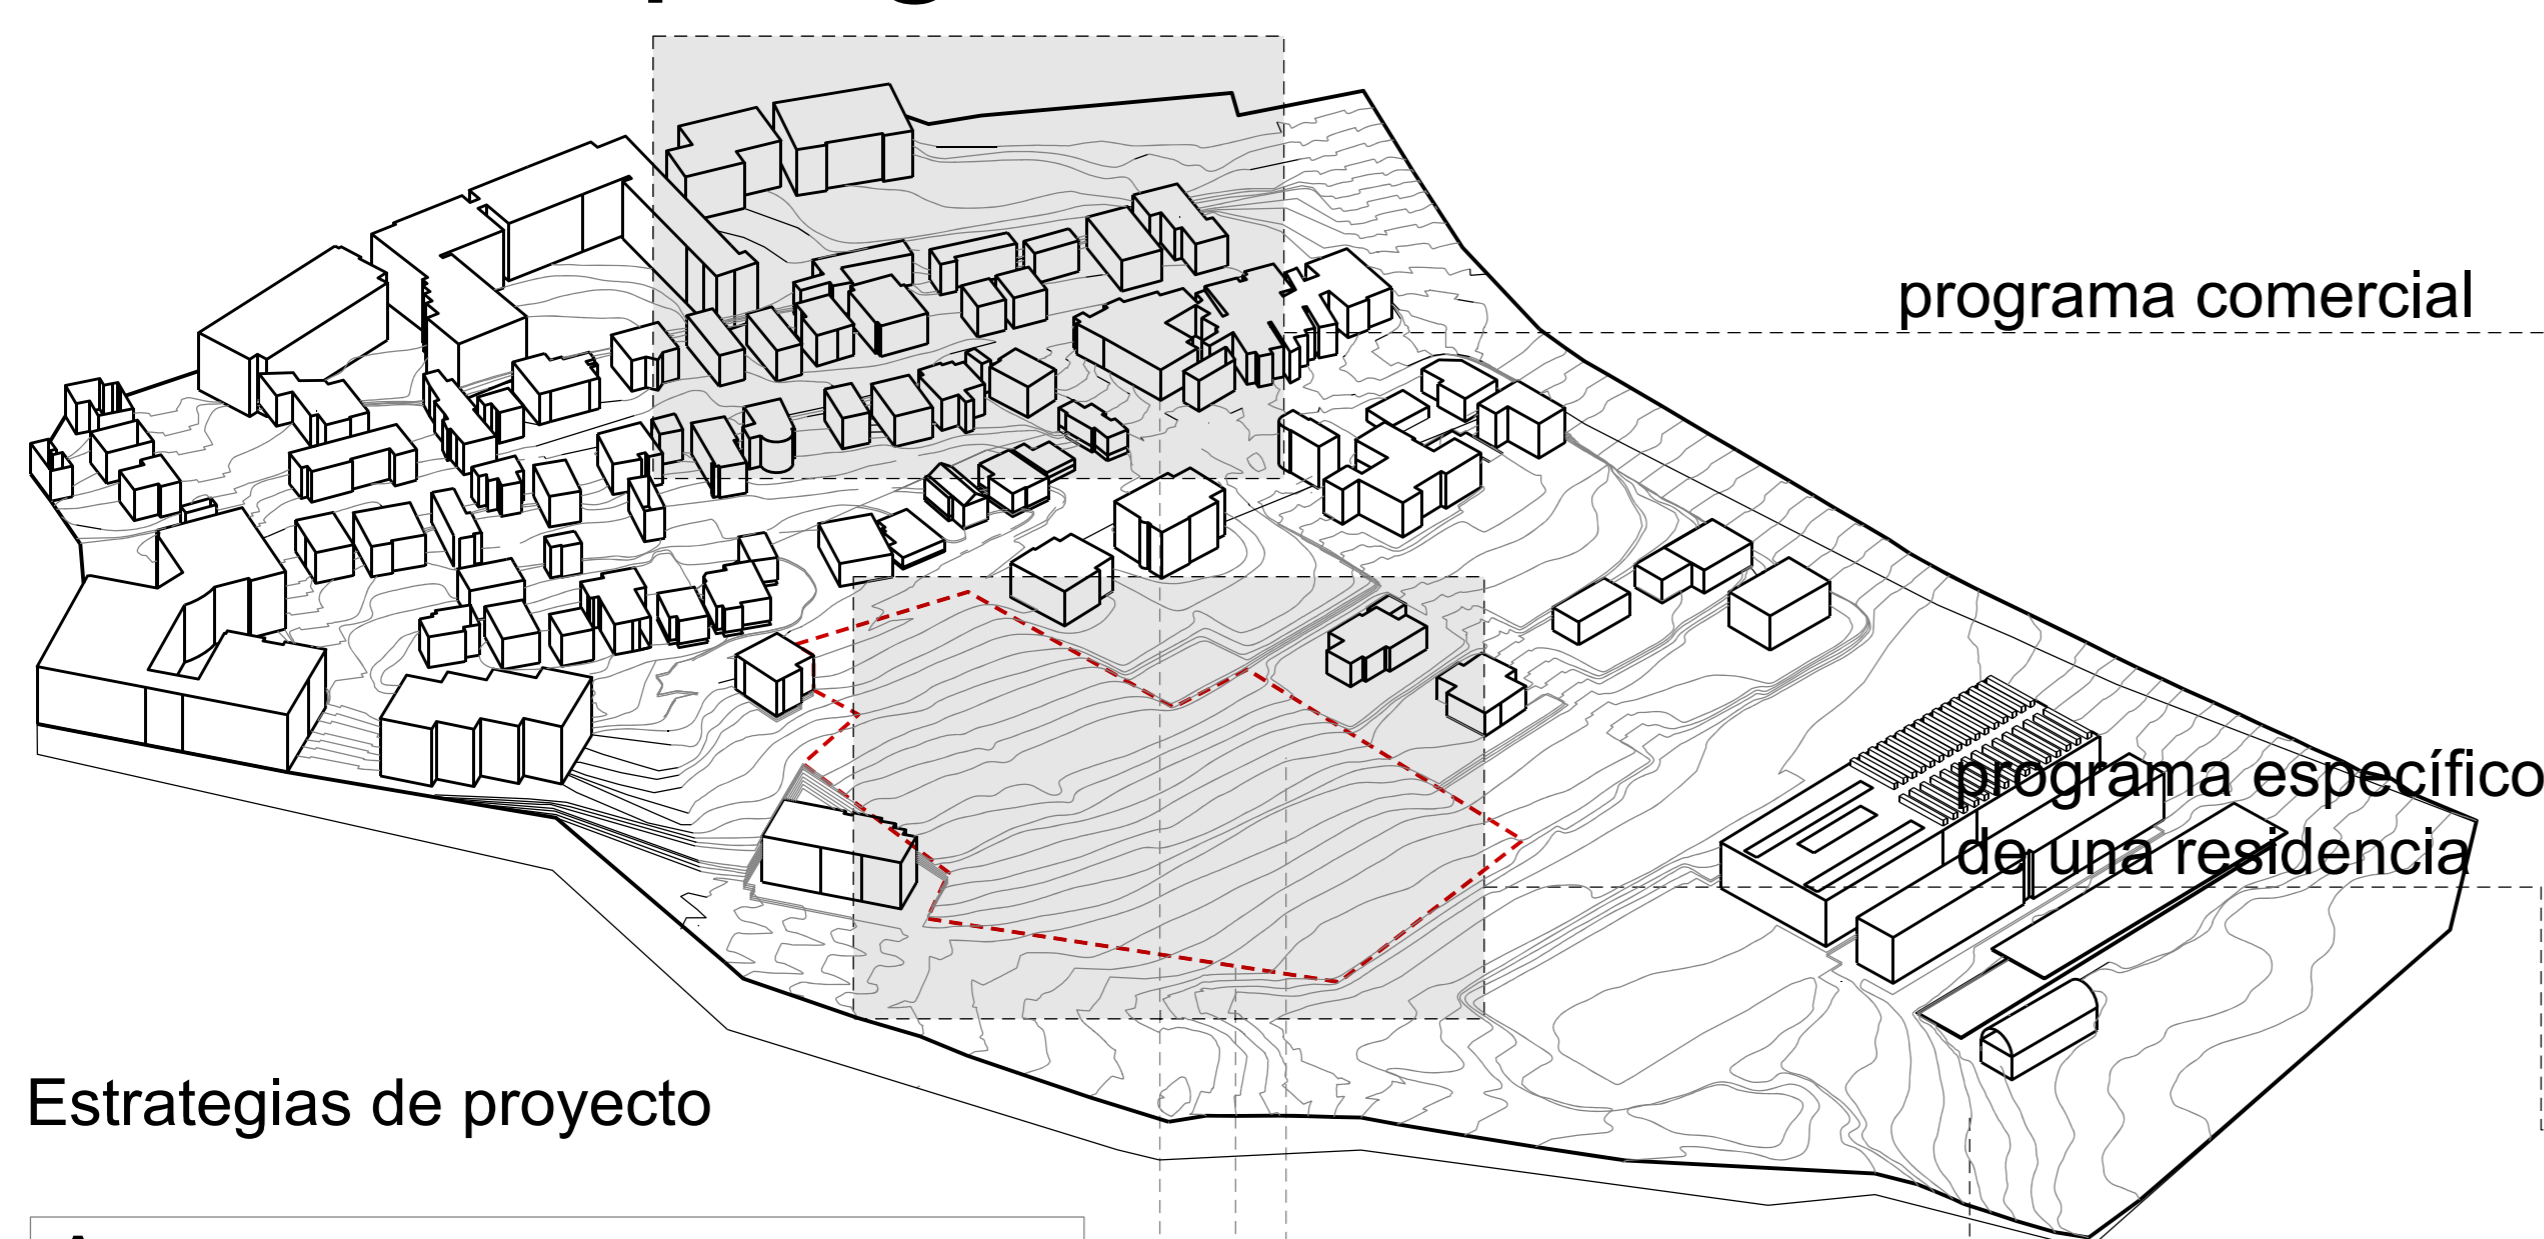 programa comercial
programa específico
de una residencia
Estrategias de proyecto